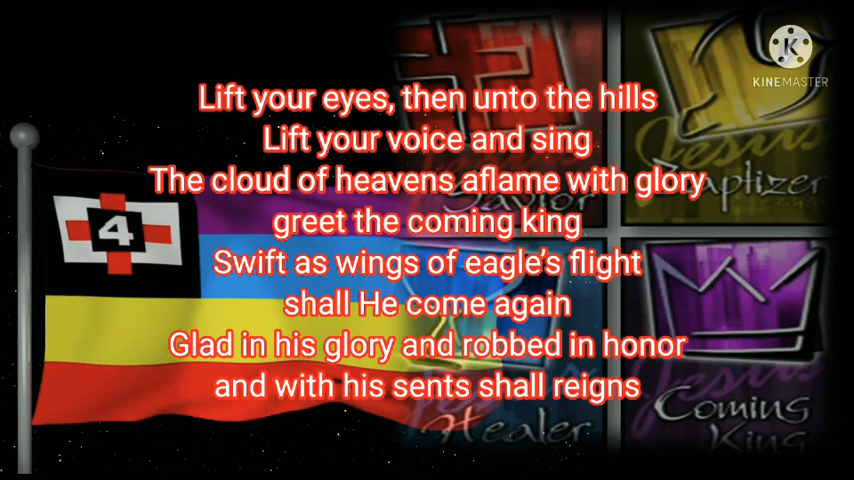 K
KINEMASTER
Lift your eyes, then unto the hills
Lift your voice and sing
The cloud of heavens aflame with glory
greet the coming king
Swift as wings of eagle's flight
shall He come again
Glad in his glory and robbed in honor
and with his sents shall reigns
4
Savior
Jesus
Baptizer
Healer
Jesus
Coming
King